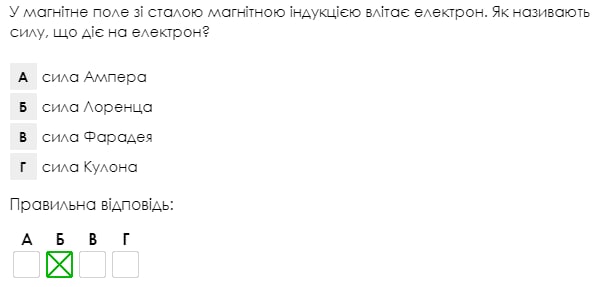 У магнітне поле зі сталою магнітною індукцією влітає електрон. Як називають
силу, що діє на електрон?
А сила Ампера
Б сила Лоренца
В сила Фарадея
Г сила Кулона
Правильна відповідь:
А Б В Г